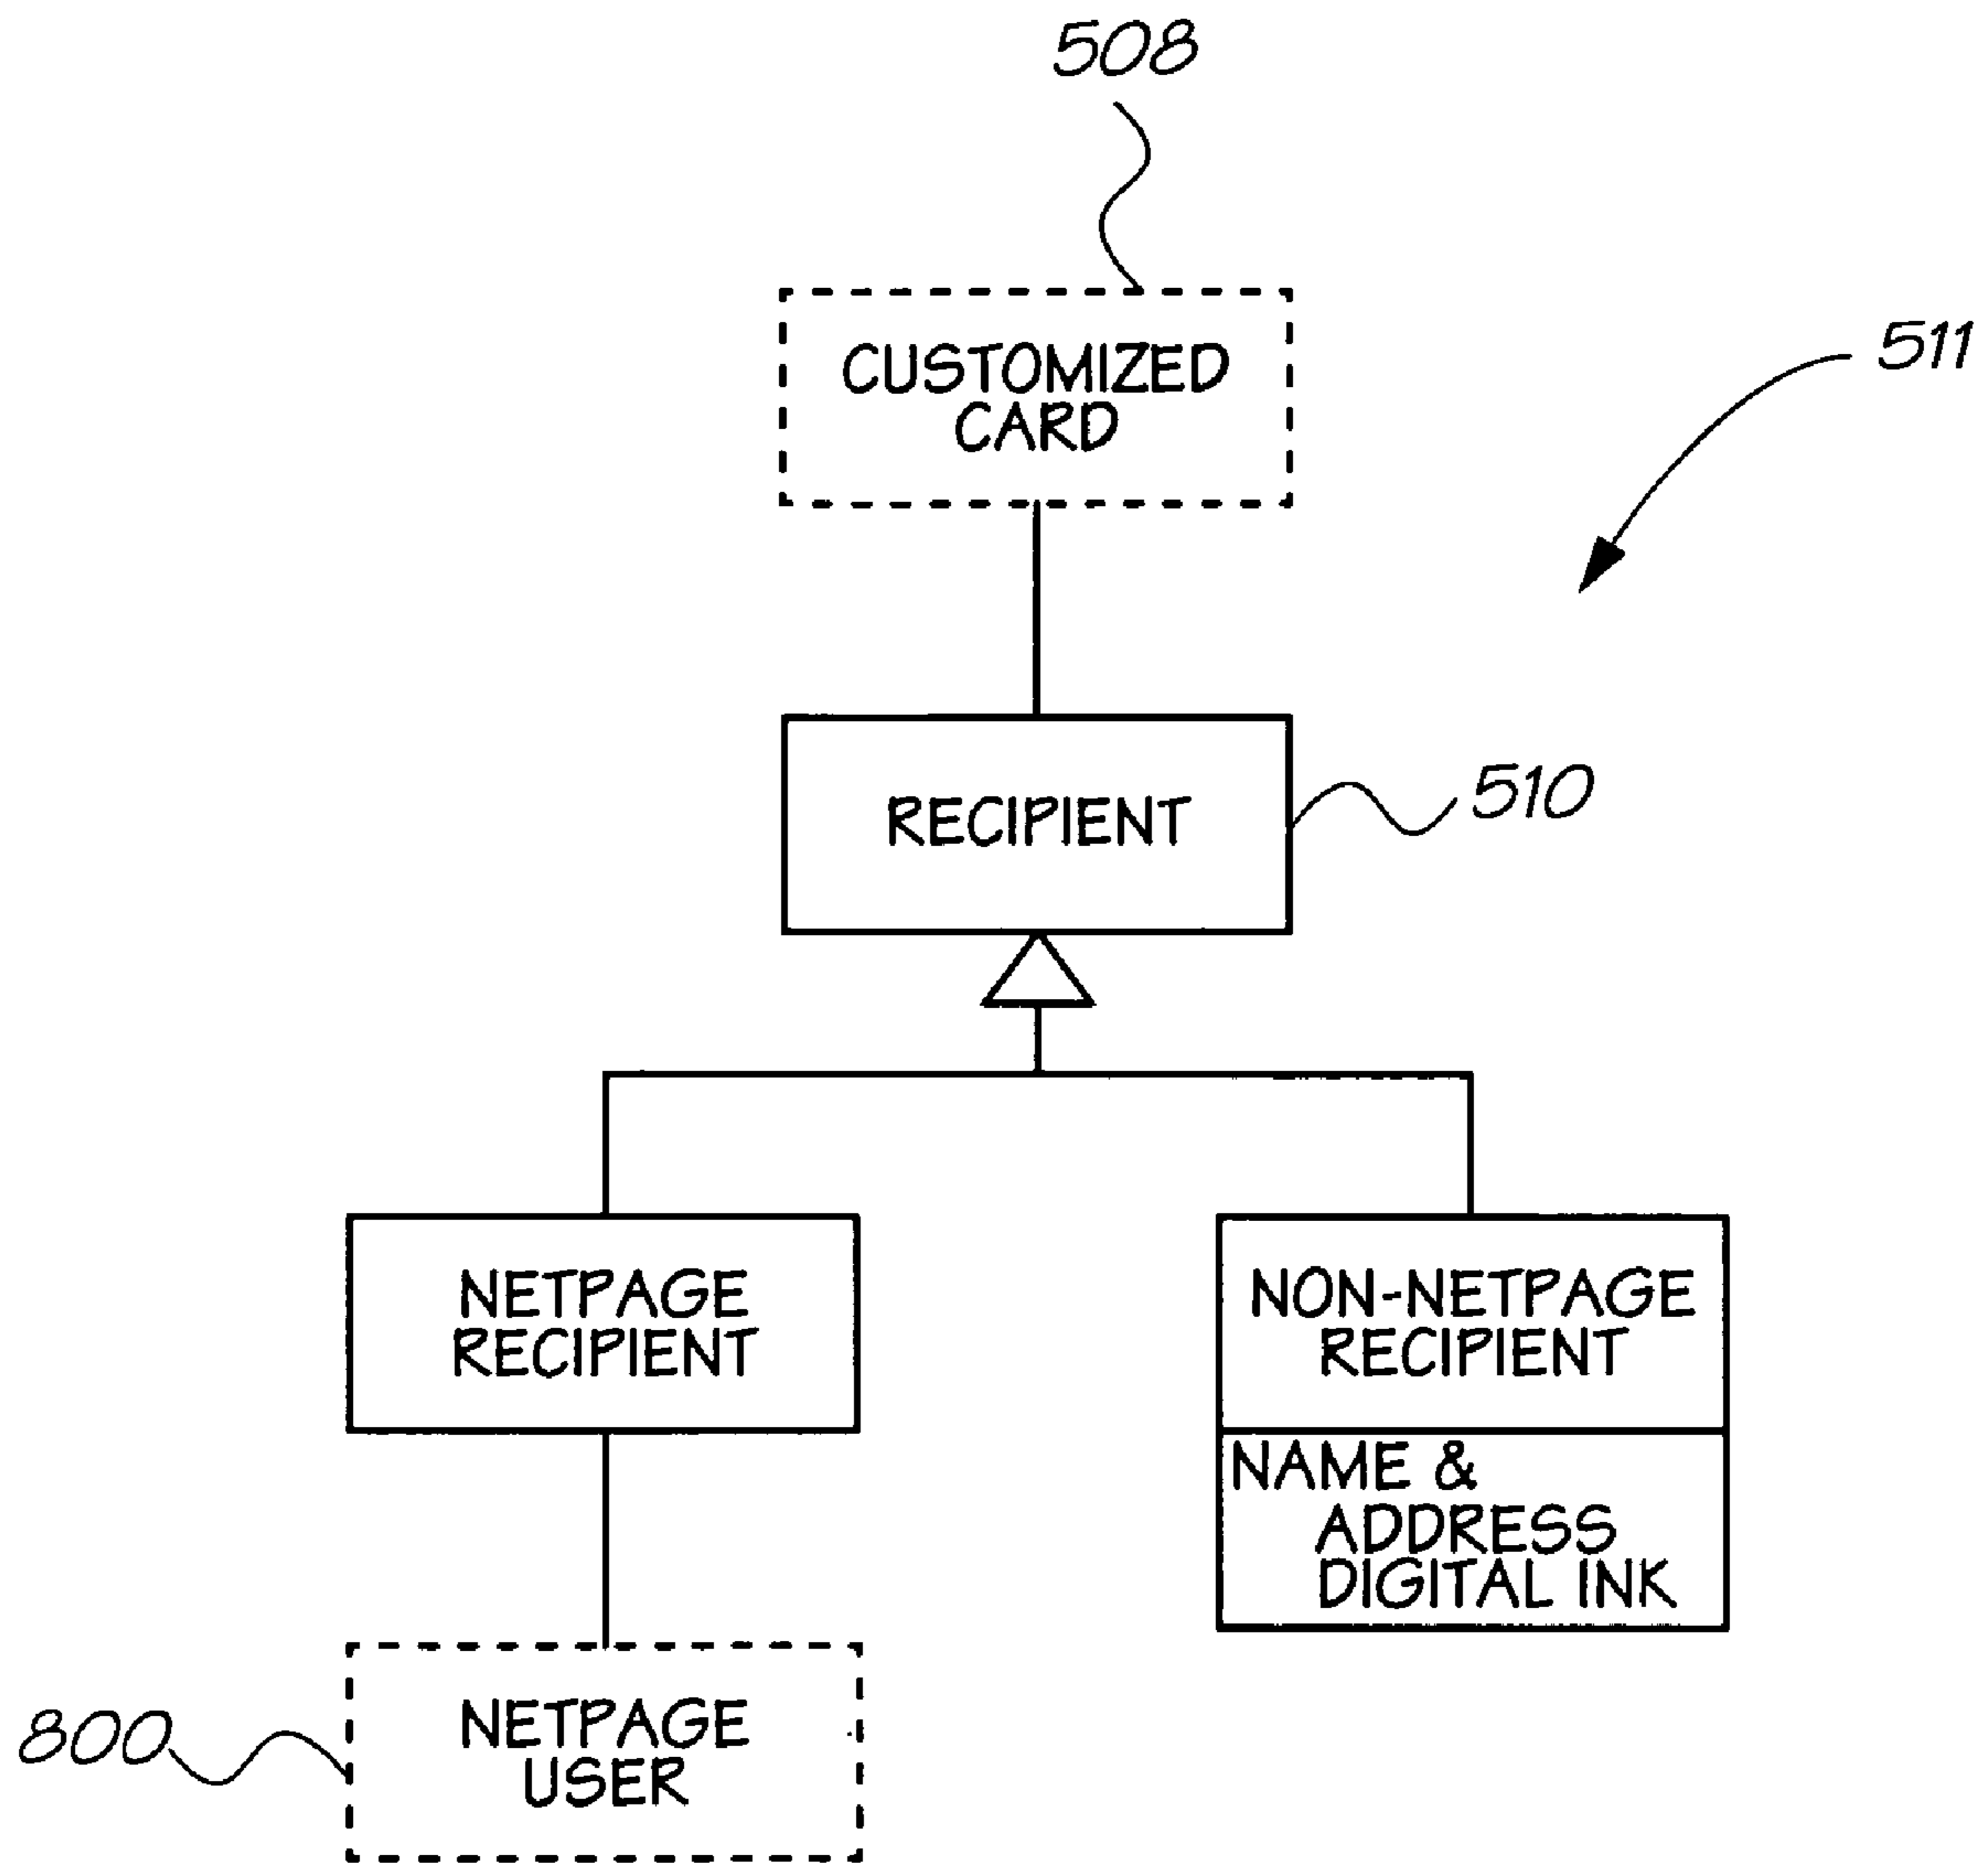 508
CUSTOMIZED
CARD
511
RECIPIENT
510
NETPAGE
RECIPIENT
NON-NETPAGE
RECIPIENT
NAME &
ADDRESS
DIGITAL INK
800
NETPAGE
USER